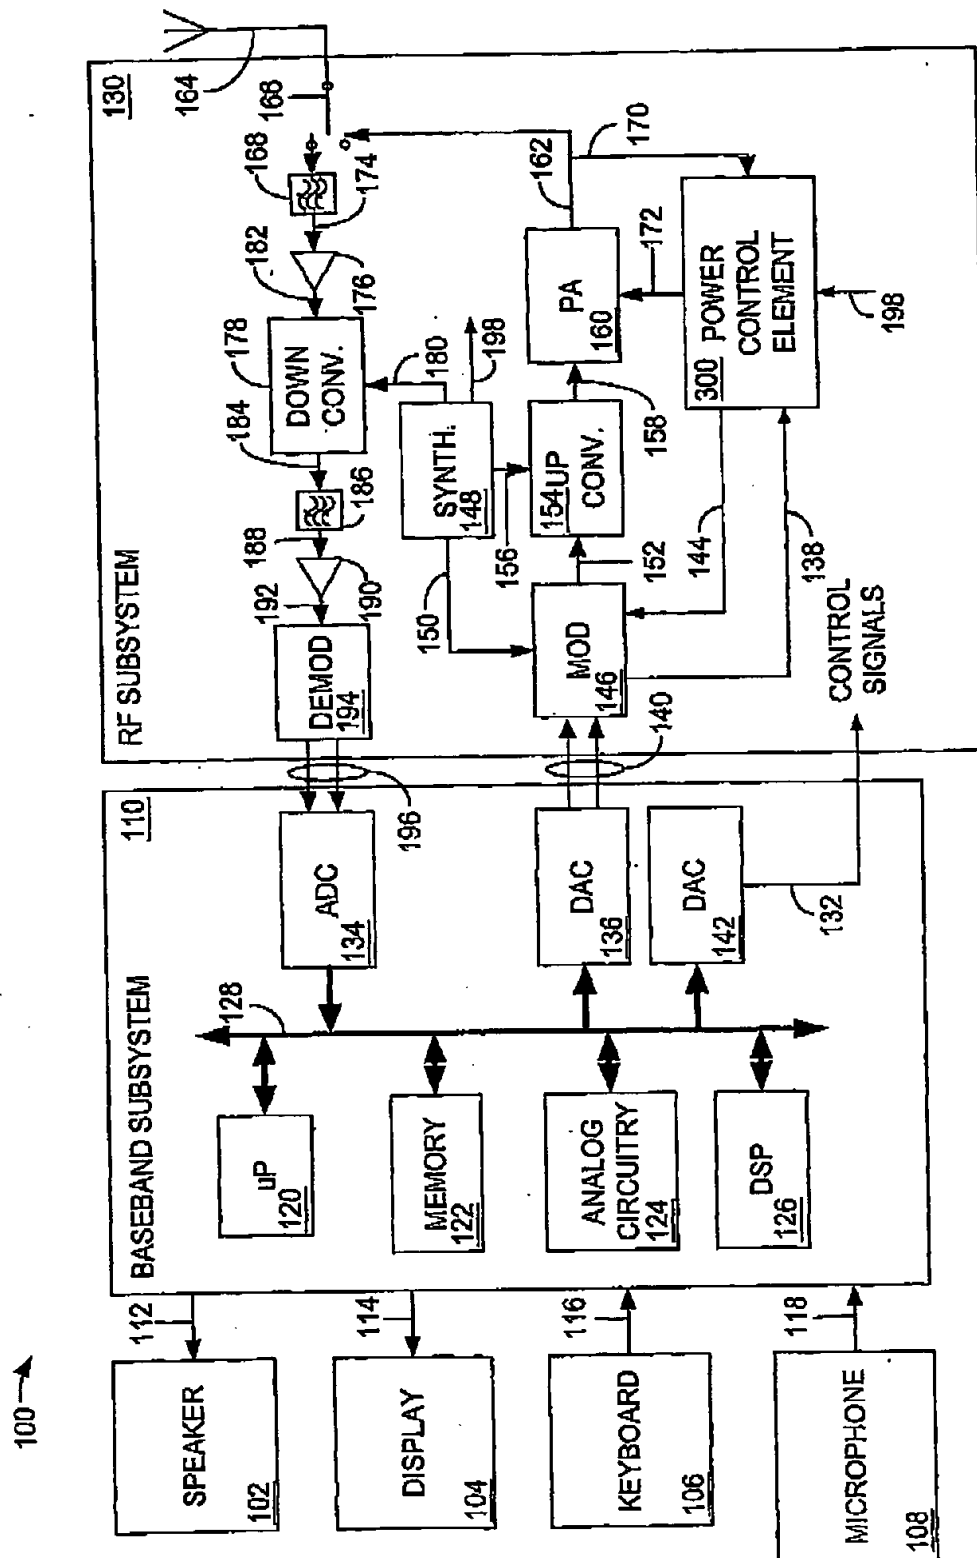 100
SPEAKER
102
DISPLAY
104
KEYBOARD
106
MICROPHONE
108
112
114
116
118
BASEBAND SUBSYSTEM
110
uP
120
MEMORY
122
ANALOG
CIRCUITRY
124
DSP
126
128
ADC
134
DAC
136
DAC
142
132
196
140
RF SUBSYSTEM
130
DEMOD
194
192
190
188
186
184
178
DOWN
CONV.
180
182
176
174
168
168
164
SYNTH.
148
198
150
156
MOD
146
152
154 UP
CONV.
158
PA
160
162
170
172
300 POWER
CONTROL
ELEMENT
198
144
138
CONTROL
SIGNALS